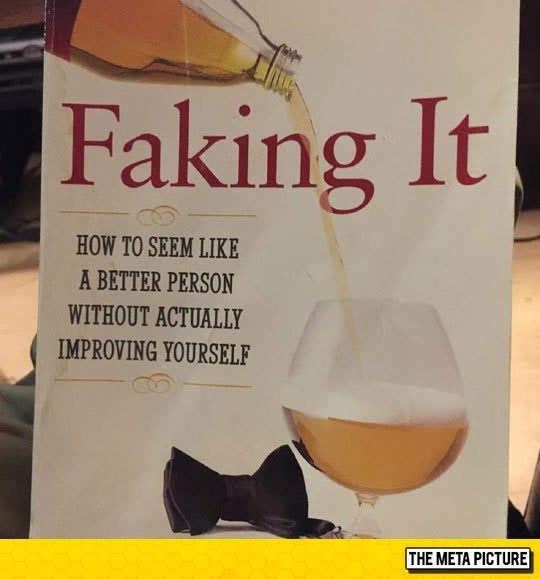 Faking It
HOW TO SEEM LIKE
A BETTER PERSON
WITHOUT ACTUALLY
IMPROVING YOURSELF
THE META PICTURE